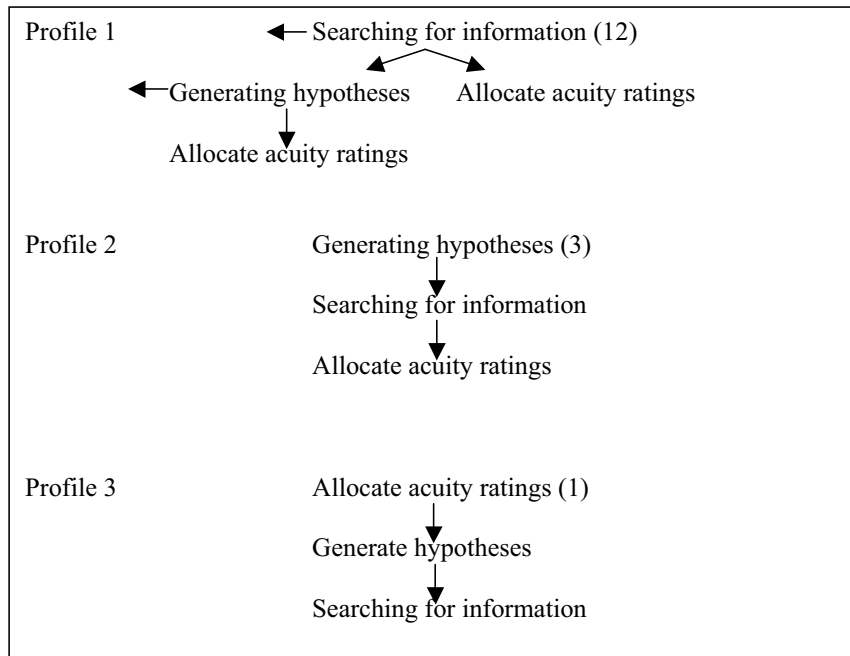 Profile 1 Searching for information (12)
Generating hypotheses Allocate acuity ratings
Allocate acuity ratings
Profile 2 Generating hypotheses (3)
Searching for information
Allocate acuity ratings
Profile 3 Allocate acuity ratings (1)
Generate hypotheses
Searching for information